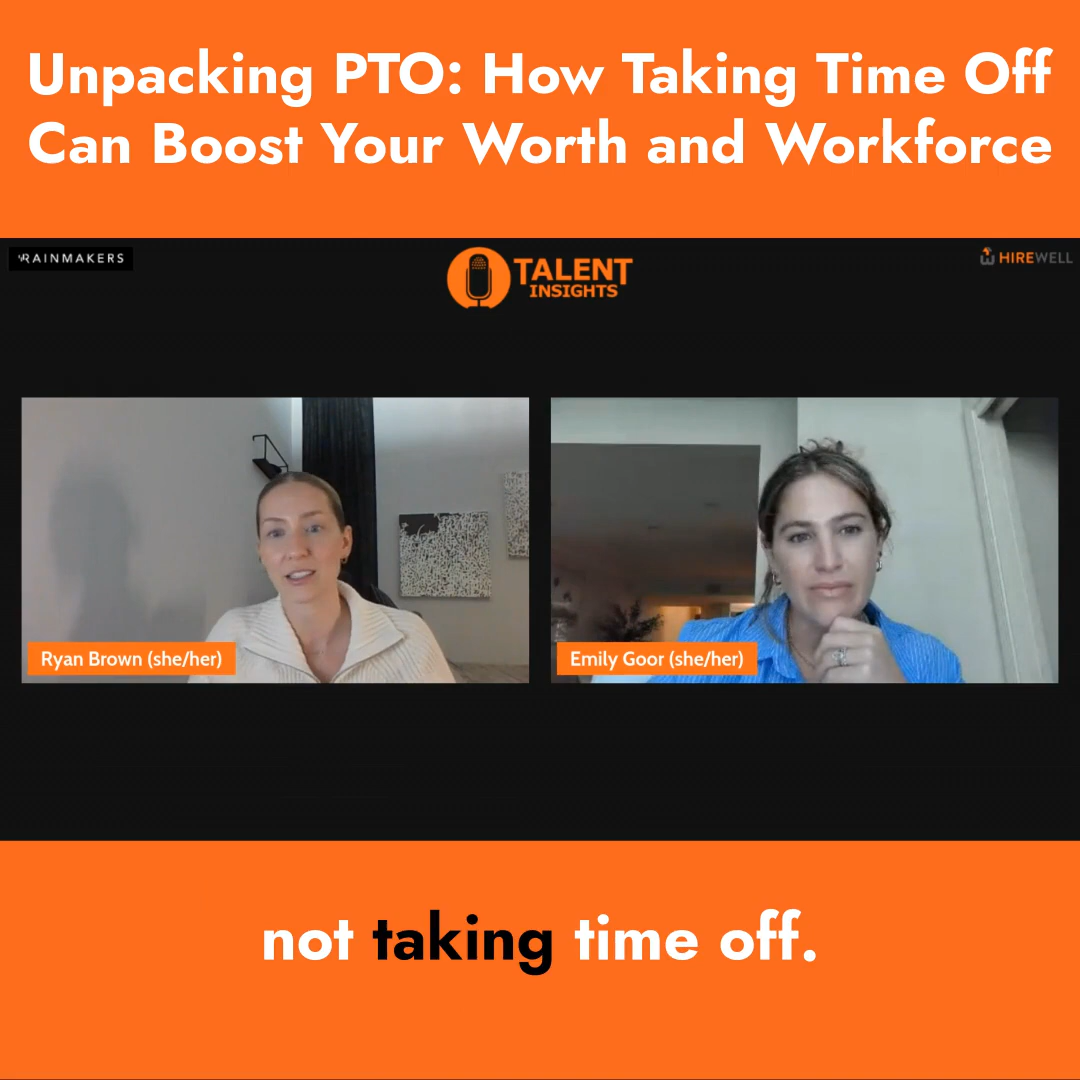 Unpacking PTO: How Taking Time Off
Can Boost Your Worth and Workforce
RAINMAKERS
TALENT
INSIGHTS
HIREWELL
Ryan Brown (she/her)
Emily Goor (she/her)
not taking time off.